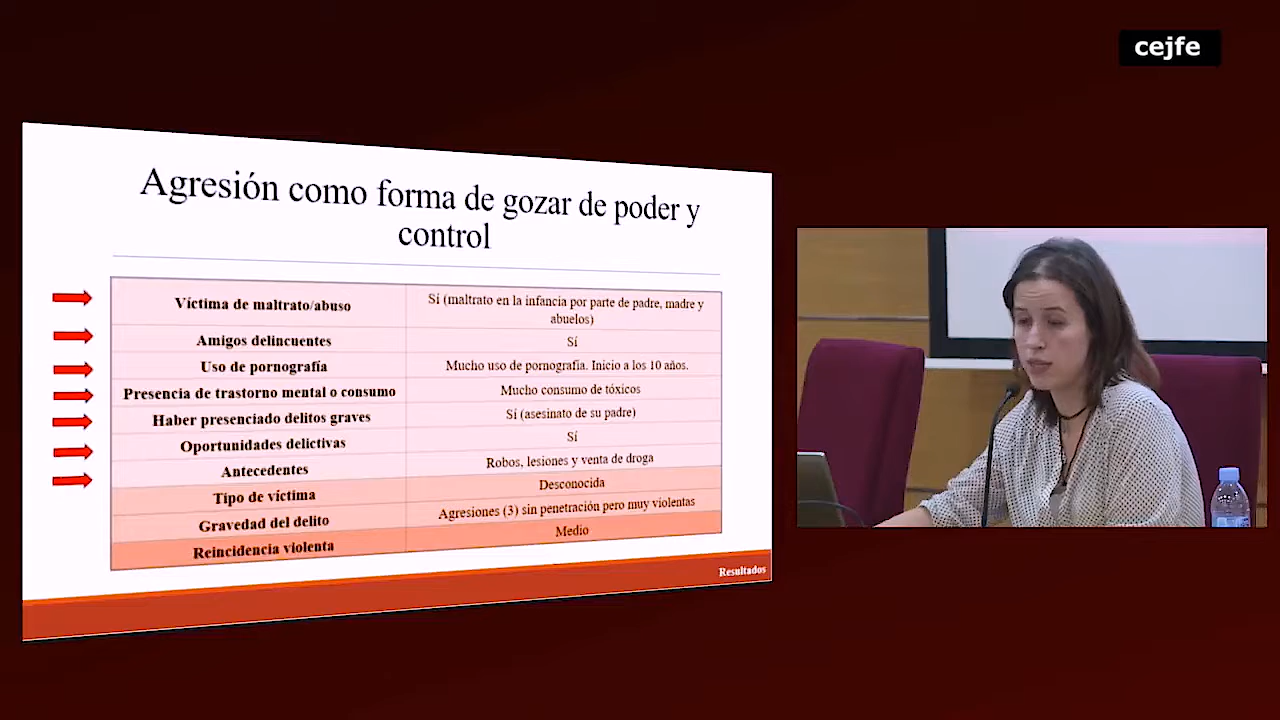 cejfe
Agresión como forma de gozar de poder y
control
Víctima de maltrato/abuso
Sí (maltrato en la infancia por parte de padre, madre y
abuelos)
Amigos delincuentes
Sí
Uso de pornografía
Mucho uso de pornografía. Inicio a los 10 años.
Presencia de trastorno mental o consumo
Mucho consumo de tóxicos
Haber presenciado delitos graves
Sí (asesinato de su padre)
Oportunidades delictivas
Sí
Antecedentes
Robos, lesiones y venta de droga
Tipo de víctima
Desconocida
Gravedad del delito
Agresiones (3) sin penetración pero muy violentas
Reincidencia violenta
Medio
Resultados